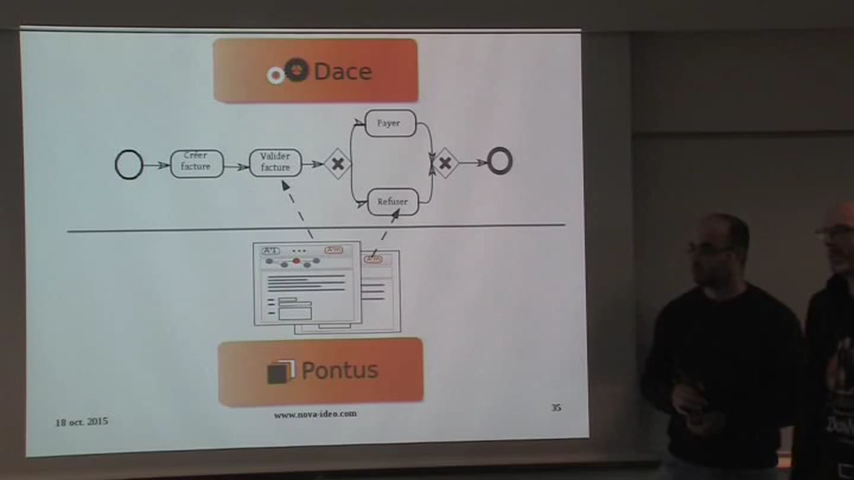 Dace
Payer
Créer
facture
Valider
facture
Refuser
Pontus
18 oct. 2015
www.nova-ideo.com
35